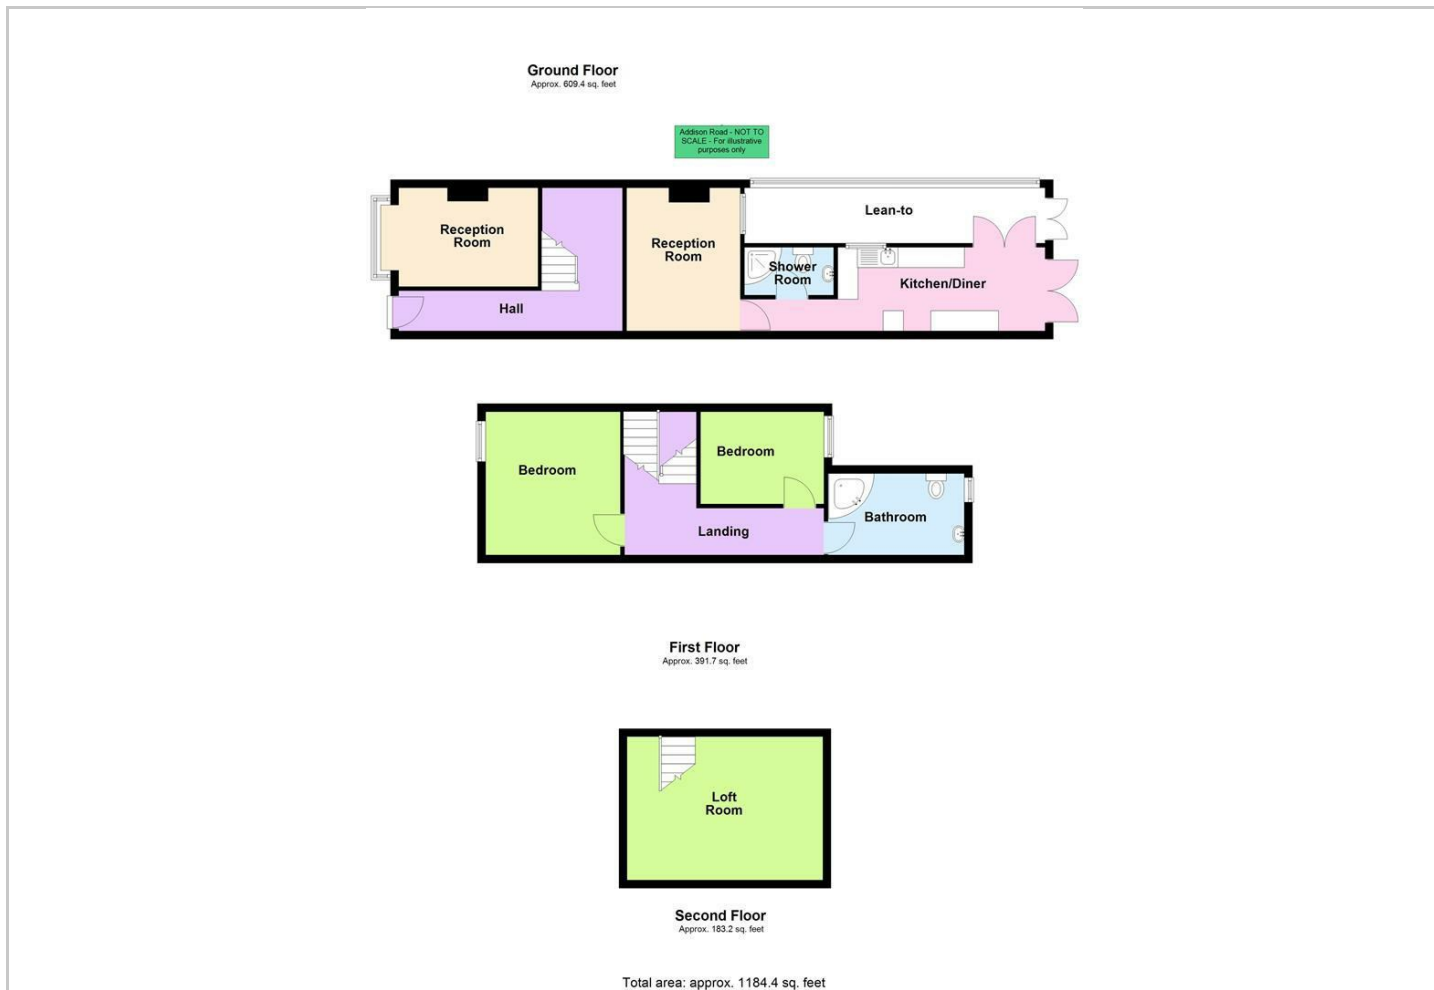 Ground Floor
Approx. 609.4 sq. feet
Addison Road - NOT TO
SCALE - For illustrative
purposes only
Reception
Room
Hall
Reception
Room
Lean-to
Shower
Room
Kitchen/Diner
Bedroom
Bedroom
Landing
Bathroom
First Floor
Approx. 391.7 sq. feet
Loft
Room
Second Floor
Approx. 183.2 sq. feet
Total area: approx. 1184.4 sq. feet